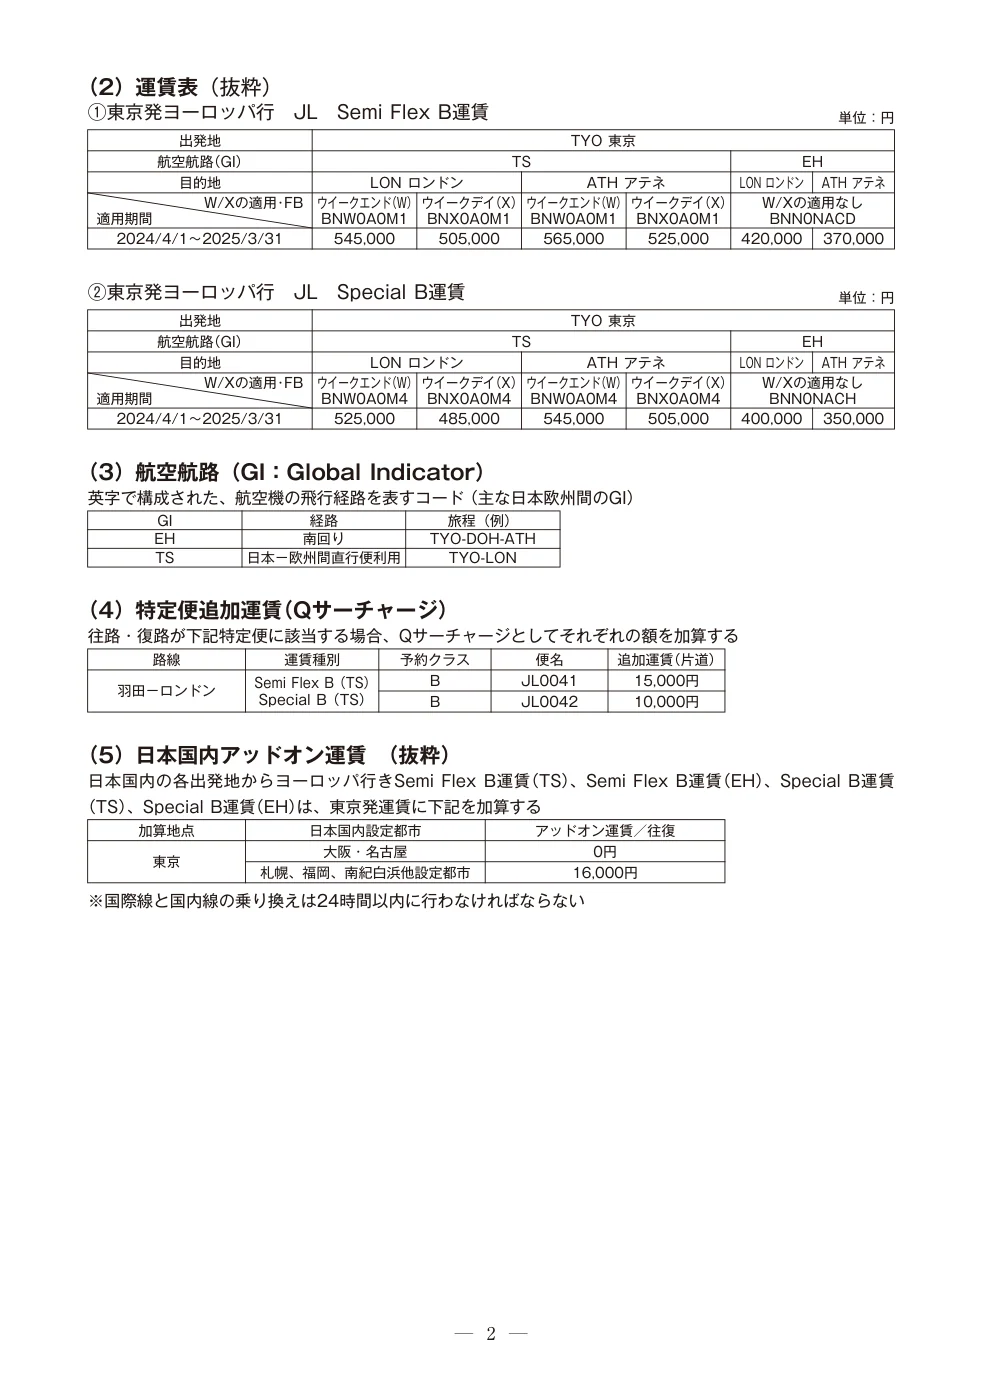 （2）運賃表（抜粋）
①東京発ヨーロッパ行　JL　Semi Flex B運賃
単位：円
出発地 TYO 東京
航空航路(GI) TS EH
目的地 LON ロンドン ATH アテネ LON ロンドン ATH アテネ
W/Xの適用･FB ウイークエンド(W) ウイークデイ(X) ウイークエンド(W) ウイークデイ(X) W/Xの適用なし
適用期間 BNW0A0M1 BNX0A0M1 BNW0A0M1 BNX0A0M1 BNN0NACD
2024/4/1～2025/3/31 545,000 505,000 565,000 525,000 420,000 370,000
②東京発ヨーロッパ行　JL　Special B運賃
単位：円
出発地 TYO 東京
航空航路(GI) TS EH
目的地 LON ロンドン ATH アテネ LON ロンドン ATH アテネ
W/Xの適用･FB ウイークエンド(W) ウイークデイ(X) ウイークエンド(W) ウイークデイ(X) W/Xの適用なし
適用期間 BNW0A0M4 BNX0A0M4 BNW0A0M4 BNX0A0M4 BNN0NACH
2024/4/1～2025/3/31 525,000 485,000 545,000 505,000 400,000 350,000
（3）航空航路（GI：Global Indicator）
英字で構成された、航空機の飛行経路を表すコード（主な日本欧州間のGI）
GI 経路 旅程（例）
EH 南回り TYO-DOH-ATH
TS 日本－欧州間直行便利用 TYO-LON
（4）特定便追加運賃（Qサーチャージ）
往路・復路が下記特定便に該当する場合、Qサーチャージとしてそれぞれの額を加算する
路線 運賃種別 予約クラス 便名 追加運賃（片道）
羽田－ロンドン Semi Flex B（TS） B JL0041 15,000円
Special B（TS） B JL0042 10,000円
（5）日本国内アッドオン運賃　（抜粋）
日本国内の各出発地からヨーロッパ行きSemi Flex B運賃（TS）、Semi Flex B運賃（EH）、Special B運賃
（TS）、Special B運賃（EH）は、東京発運賃に下記を加算する
加算地点 日本国内設定都市 アッドオン運賃／往復
東京 大阪・名古屋 0円
札幌、福岡、南紀白浜他設定都市 16,000円
※国際線と国内線の乗り換えは24時間以内に行わなければならない
― 2 ―